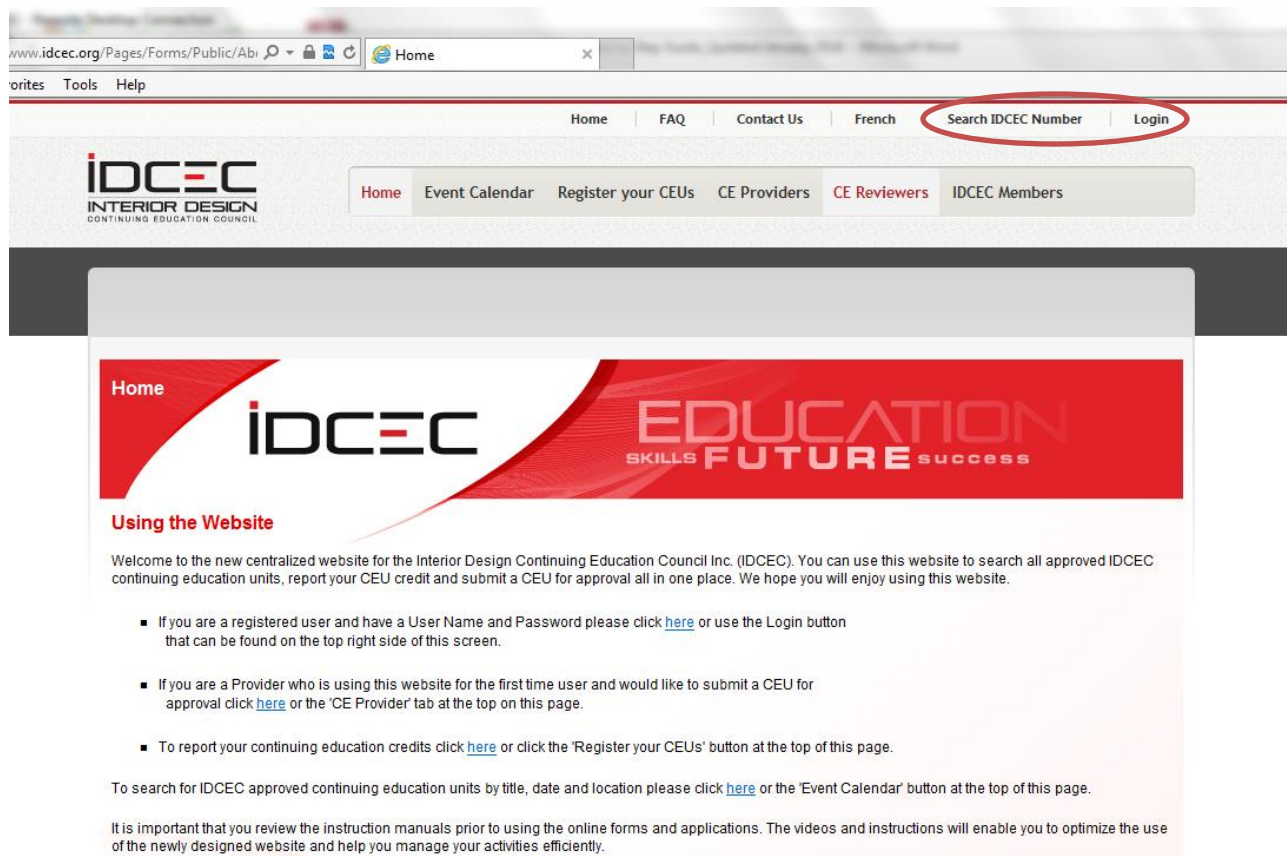 www.idcec.org/Pages/Forms/Public/Ab
Home
orites Tools Help
Home FAQ Contact Us French Search IDCEC Number Login
IDCEC
INTERIOR DESIGN
CONTINUING EDUCATION COUNCIL
Home Event Calendar Register your CEUs CE Providers CE Reviewers IDCEC Members
Home
IDCEC
EDUCATION
SKILLS FUTURE success
Using the Website
Welcome to the new centralized website for the Interior Design Continuing Education Council Inc. (IDCEC). You can use this website to search all approved IDCEC
continuing education units, report your CEU credit and submit a CEU for approval all in one place. We hope you will enjoy using this website.
If you are a registered user and have a User Name and Password please click here or use the Login button
that can be found on the top right side of this screen.
If you are a Provider who is using this website for the first time user and would like to submit a CEU for
approval click here or the 'CE Provider' tab at the top on this page.
To report your continuing education credits click here or click the 'Register your CEUs' button at the top of this page.
To search for IDCEC approved continuing education units by title, date and location please click here or the 'Event Calendar' button at the top of this page.
It is important that you review the instruction manuals prior to using the online forms and applications. The videos and instructions will enable you to optimize the use
of the newly designed website and help you manage your activities efficiently.